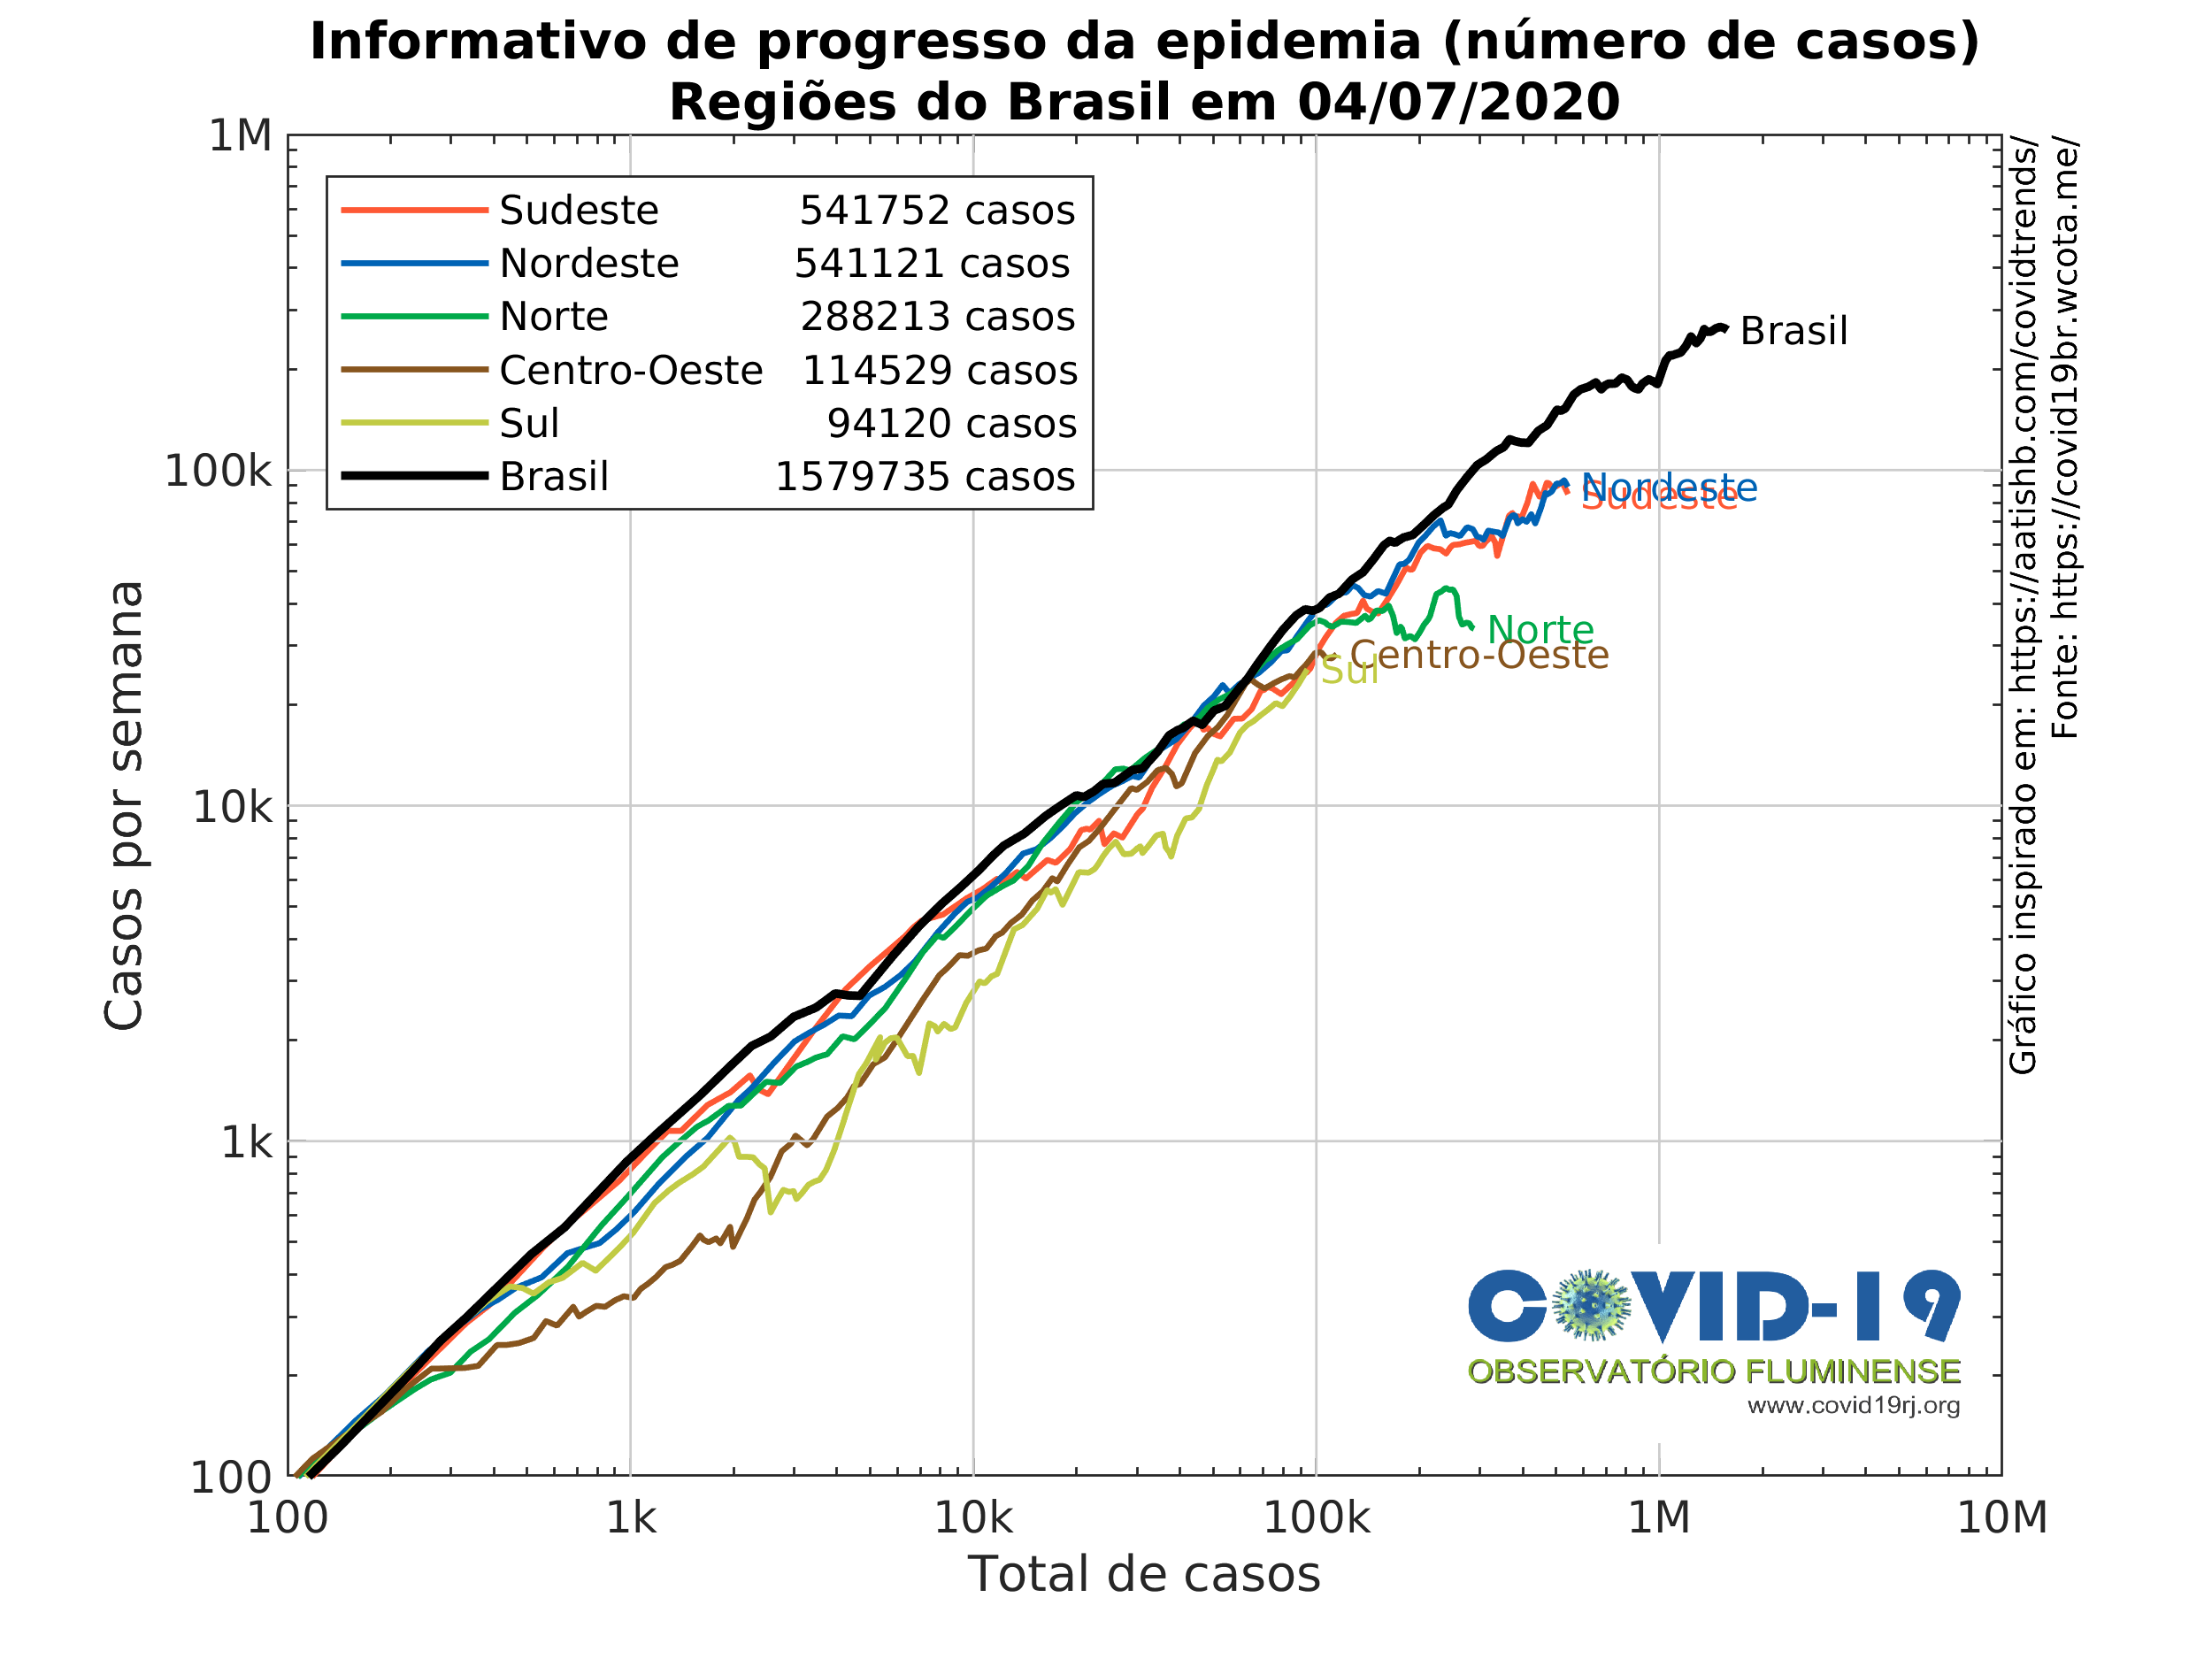 Informativo de progresso da epidemia (número de casos)
Regiões do Brasil em 04/07/2020
1M
100k
10k
1k
100
Casos por semana
Sudeste 541752 casos
Nordeste 541121 casos
Norte 288213 casos
Centro-Oeste 114529 casos
Sul 94120 casos
Brasil 1579735 casos
Brasil
Nordeste
Sudeste
Norte
Centro-Oeste
Sul
Gráfico inspirado em: https://aatishb.com/covidtrends/
Fonte: https://covid19br.wcota.me/
COVID-19
OBSERVATÓRIO FLUMINENSE
www.covid19rj.org
100
1k
10k
100k
1M
10M
Total de casos